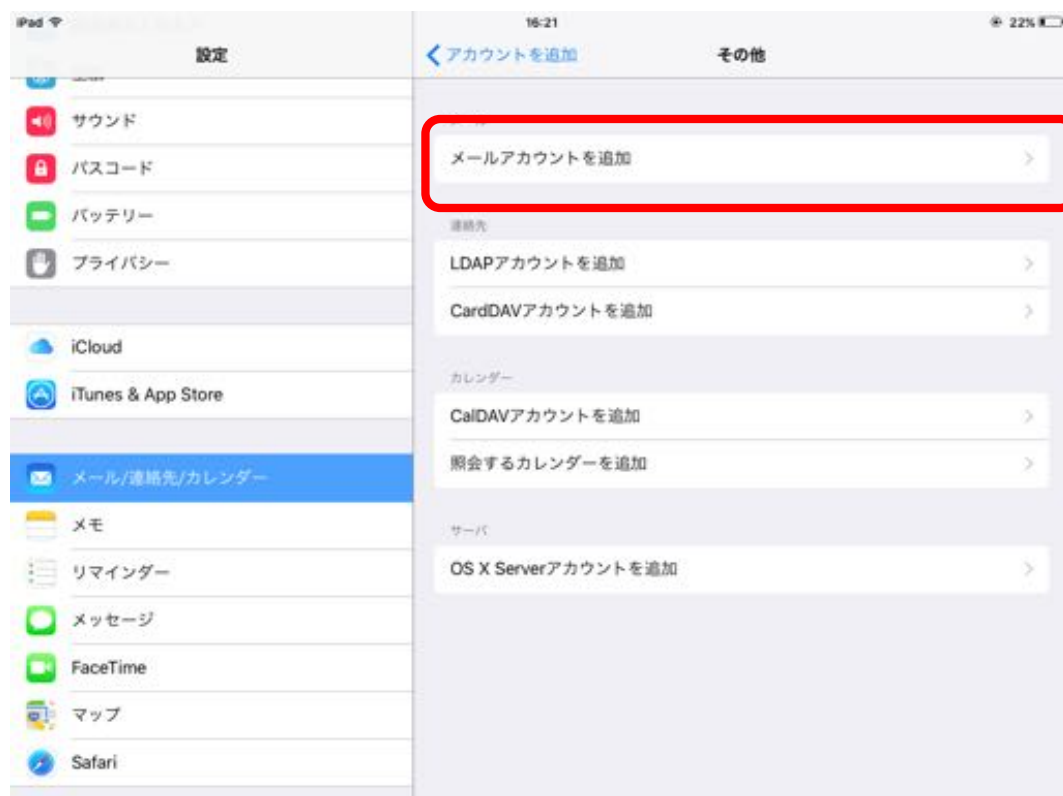 iPad
16:21
22%
設定
アカウントを追加
その他
サウンド
パスコード
バッテリー
プライバシー
iCloud
iTunes & App Store
メール/連絡先/カレンダー
メモ
リマインダー
メッセージ
FaceTime
マップ
Safari
メールアカウントを追加
連絡先
LDAPアカウントを追加
CardDAVアカウントを追加
カレンダー
CalDAVアカウントを追加
照会するカレンダーを追加
サーバ
OS X Serverアカウントを追加